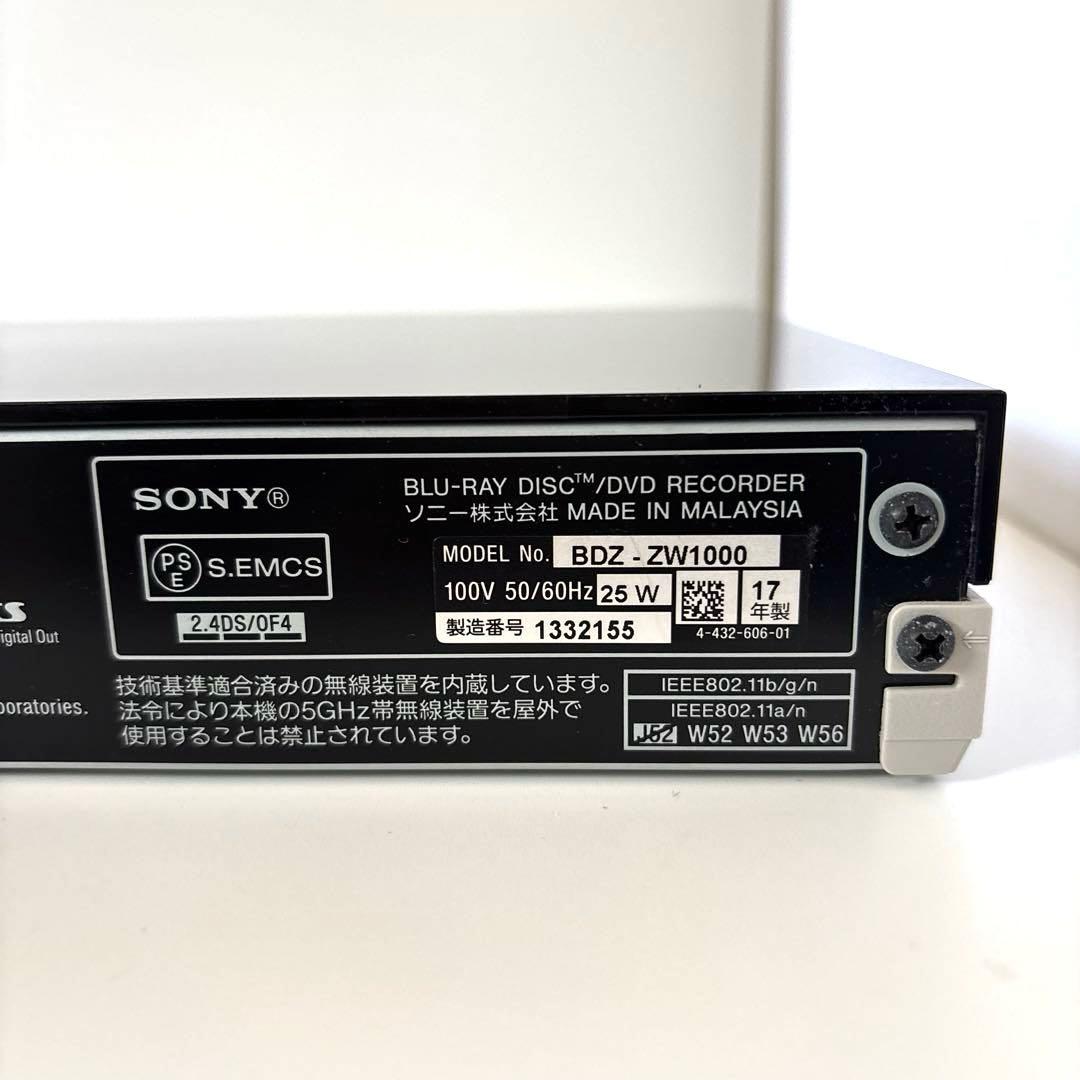 SONY®
BLU-RAY DISC™/DVD RECORDER
ソニー株式会社 MADE IN MALAYSIA
PSE S.EMCS
MODEL No. BDZ - ZW1000
100V 50/60Hz 25 W
17
年製
2.4DS/OF4
製造番号 1332155
4-432-606-01
igital Out
技術基準適合済みの無線装置を内蔵しています。
法令により本機の5GHz帯無線装置を屋外で
使用することは禁止されています。
IEEE802.11b/g/n
IEEE802.11a/n
J52 W52 W53 W56
boratories.